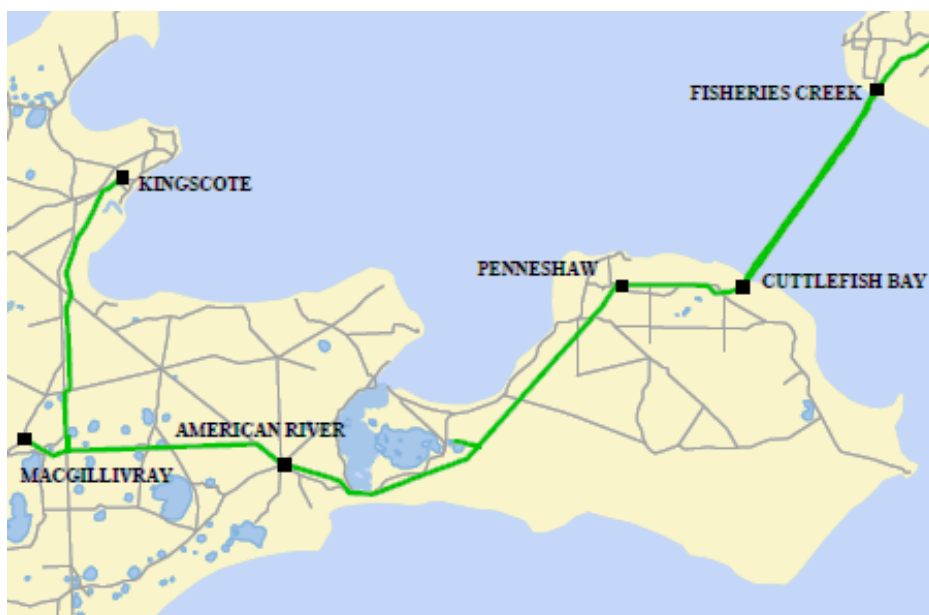 FISHERIES CREEK
KINGSCOTE
PENNESHAW
CUTTLEFISH BAY
AMERICAN RIVER
MACGILLIVRAY